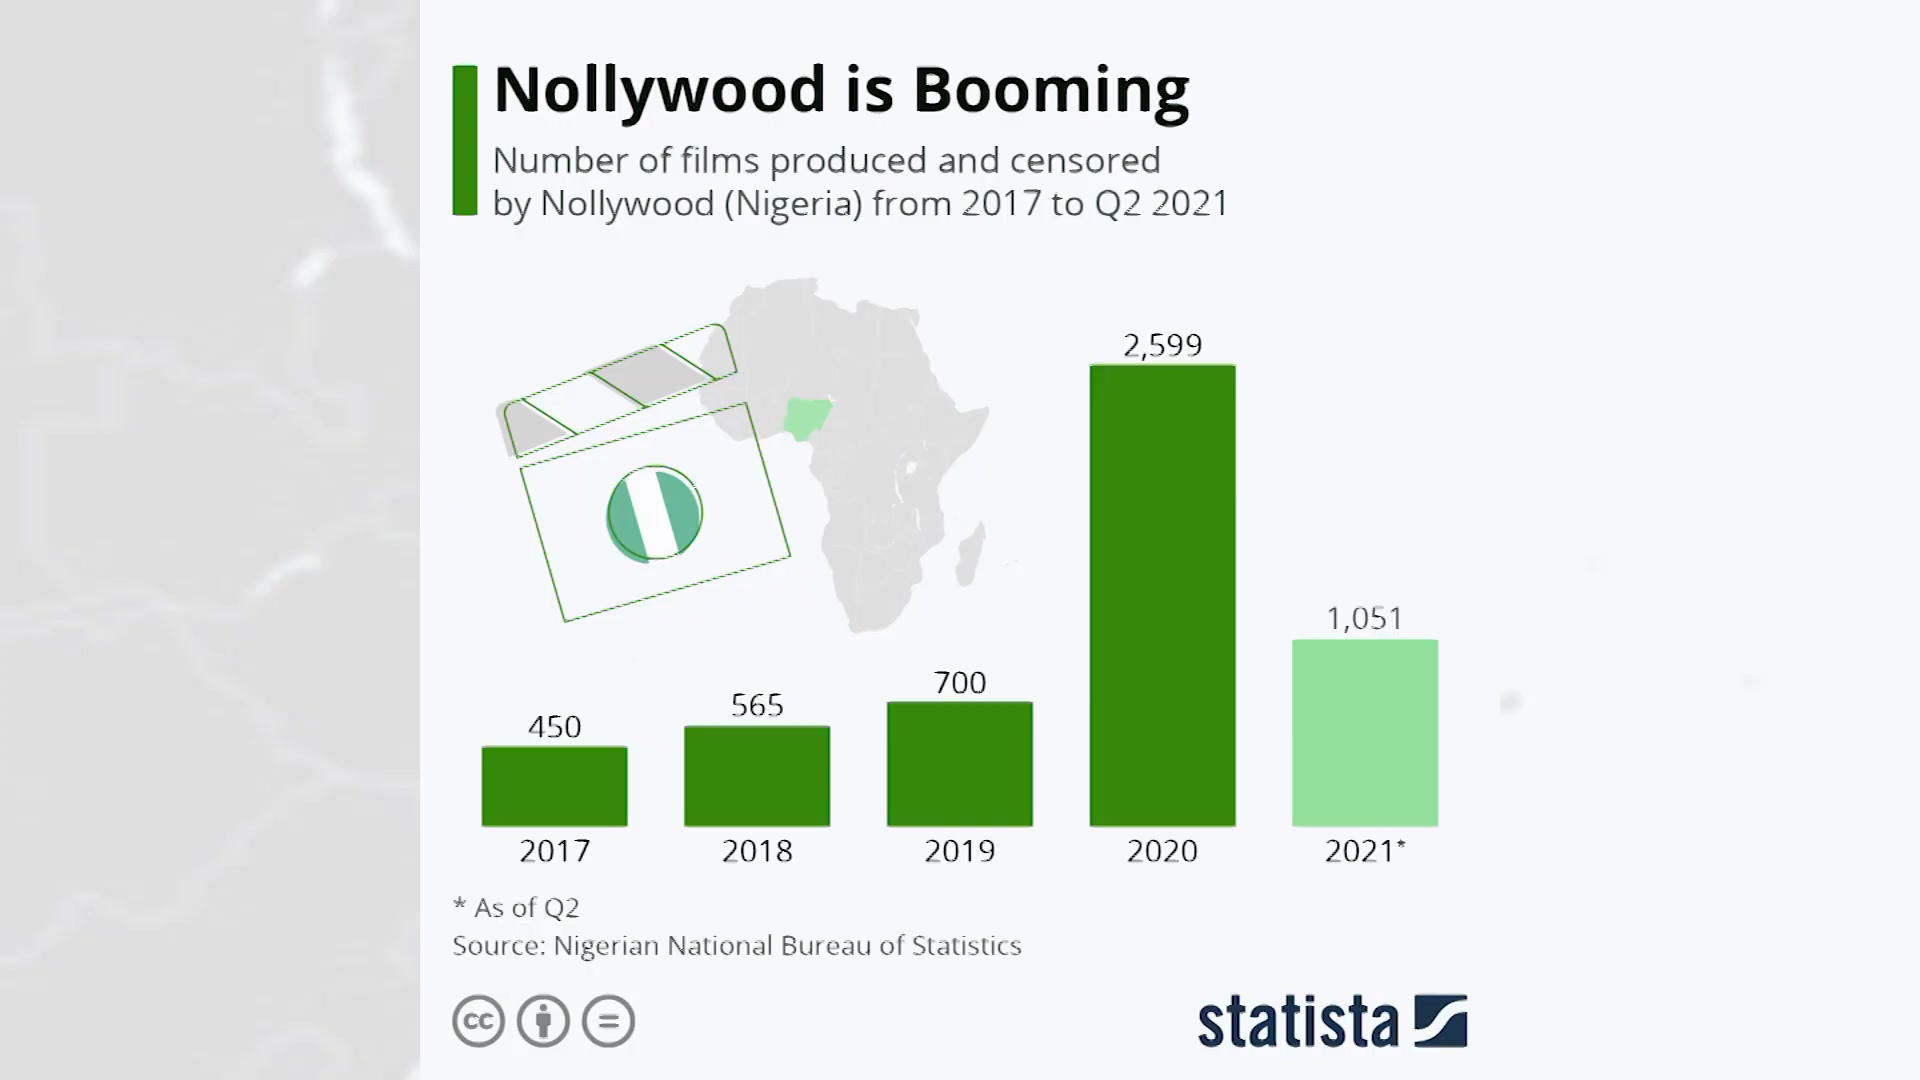 Nollywood is Booming
Number of films produced and censored
by Nollywood (Nigeria) from 2017 to Q2 2021
2,599
1,051
700
565
450
2017
2018
2019
2020
2021*
* As of Q2
Source: Nigerian National Bureau of Statistics
cc
statista